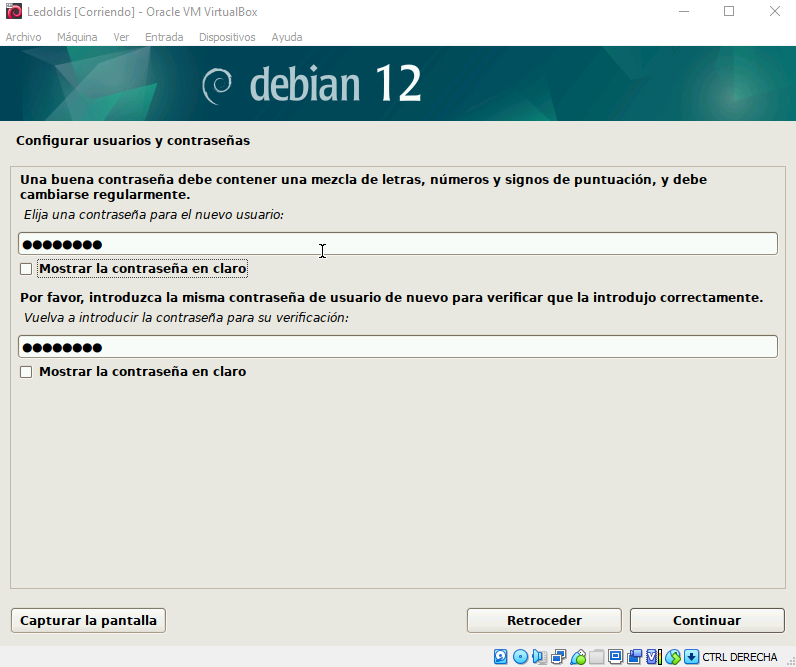 Ledoldis [Corriendo] - Oracle VM VirtualBox
Archivo Máquina Ver Entrada Dispositivos Ayuda
debian 12
Configurar usuarios y contraseñas
Una buena contraseña debe contener una mezcla de letras, números y signos de puntuación, y debe
cambiarse regularmente.
Elija una contraseña para el nuevo usuario:
●●●●●●●●
Mostrar la contraseña en claro
Por favor, introduzca la misma contraseña de usuario de nuevo para verificar que la introdujo correctamente.
Vuelva a introducir la contraseña para su verificación:
●●●●●●●●
Mostrar la contraseña en claro
Capturar la pantalla Retroceder Continuar
CTRL DERECHA